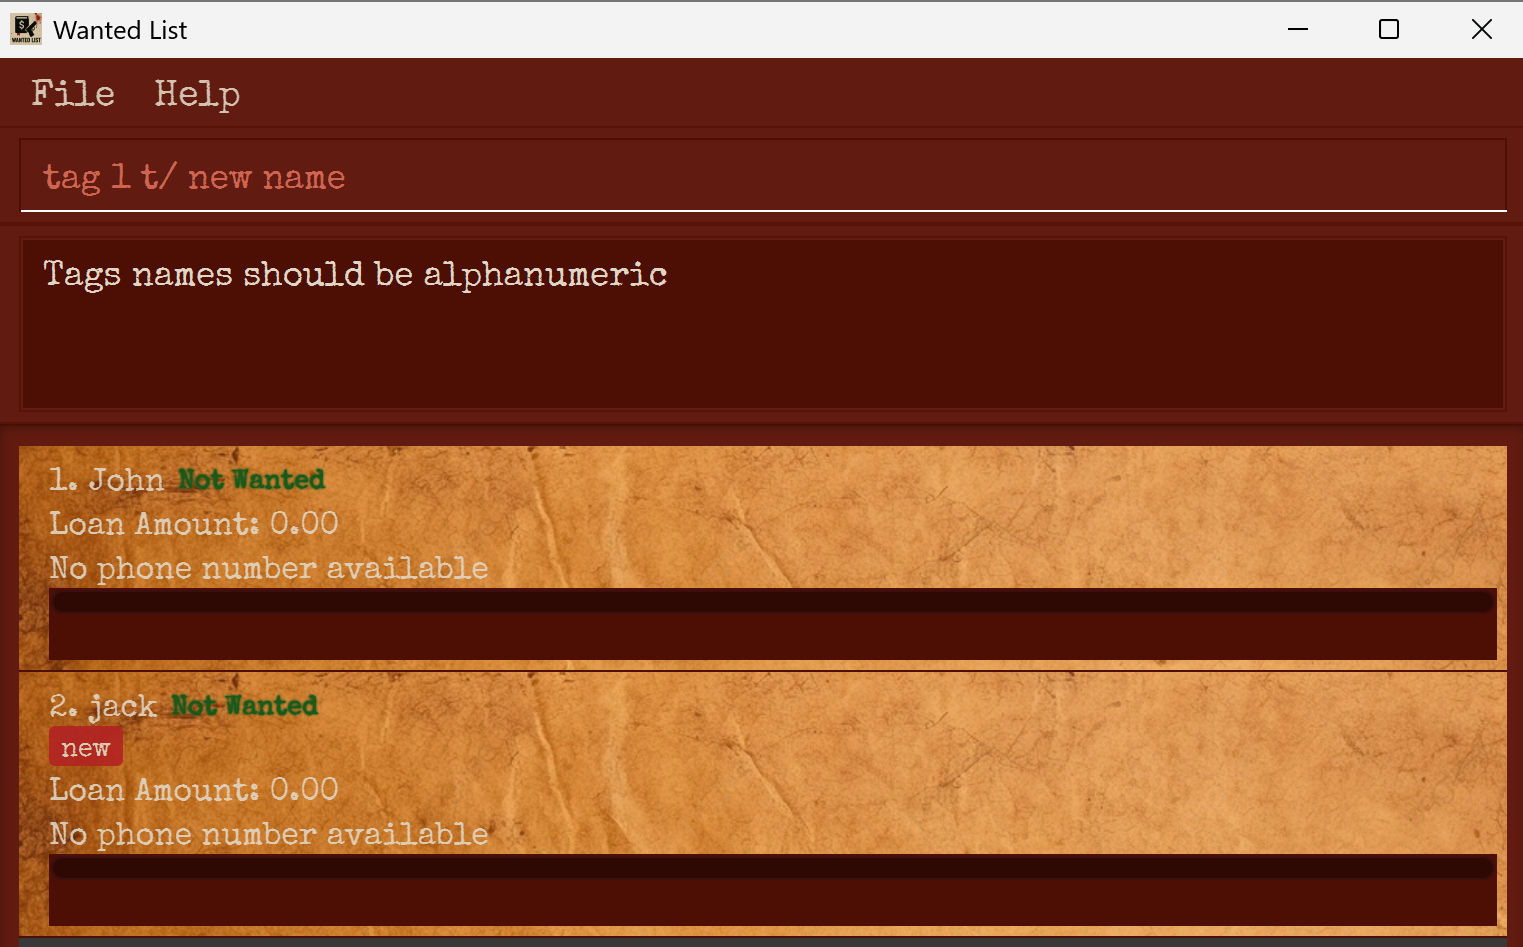 WANTED LIST
Wanted List
File Help
tag 1 t/ new name
Tags names should be alphanumeric
1. John Not Wanted
Loan Amount: 0.00
No phone number available
2. jack Not Wanted
new
Loan Amount: 0.00
No phone number available